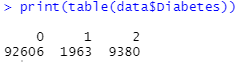 > print(table(data$Diabetes))
0 1 2
92606 1963 9380